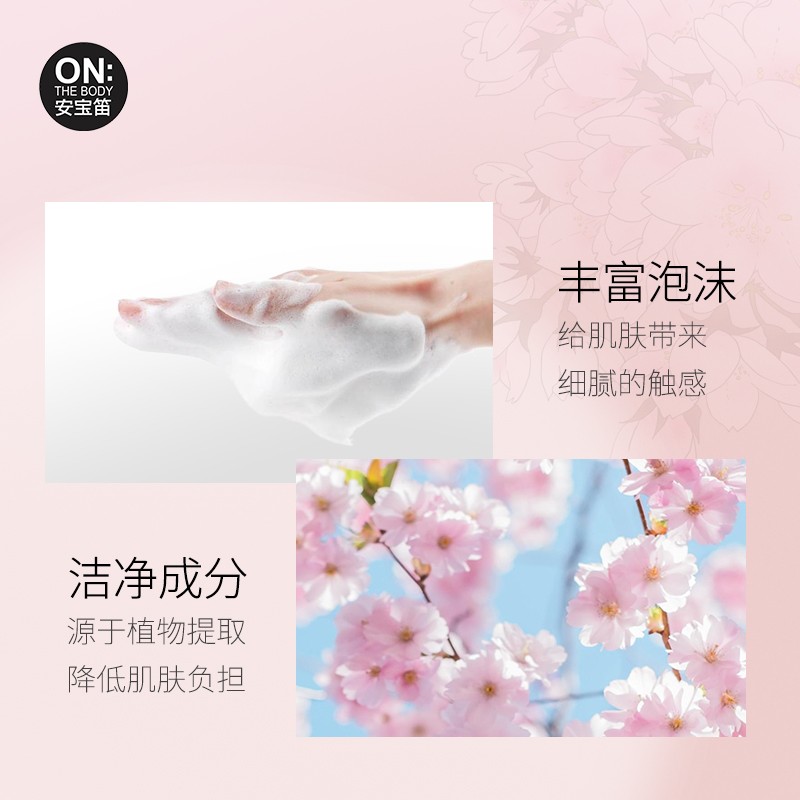 ON:
THE BODY
安宝笛
丰富泡沫
给肌肤带来
细腻的触感
洁净成分
源于植物提取
降低肌肤负担